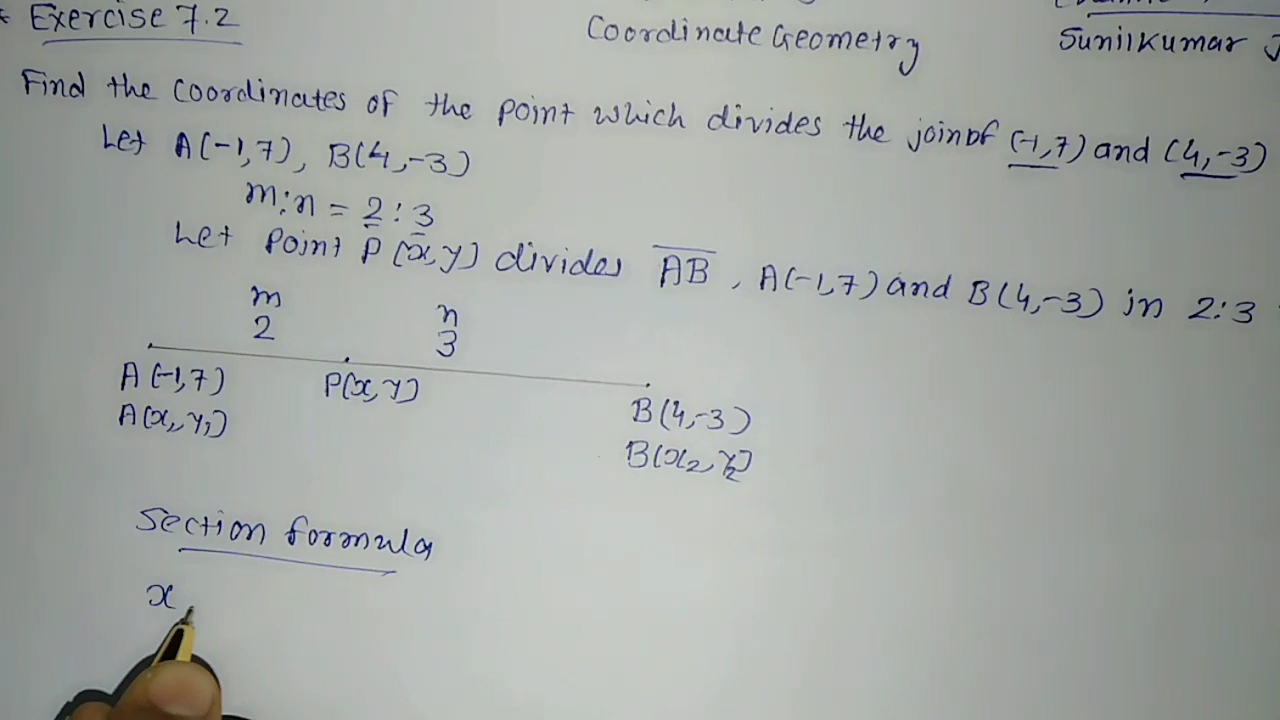 Exercise 7.2
Coordinate Geometry
Sunilkumar
Find the coordinates of the point which divides the join of (-1,7) and (4,-3)
Let A(-1,7), B(4,-3)
m:n = 2:3
Let Point P(x,y) divides AB, A(-1,7) and B(4,-3) in 2:3
m n
2 3
A(-1,7) P(x,y) B(4,-3)
A(x₁,y₁) B(x₂,y₂)
Section formula
x